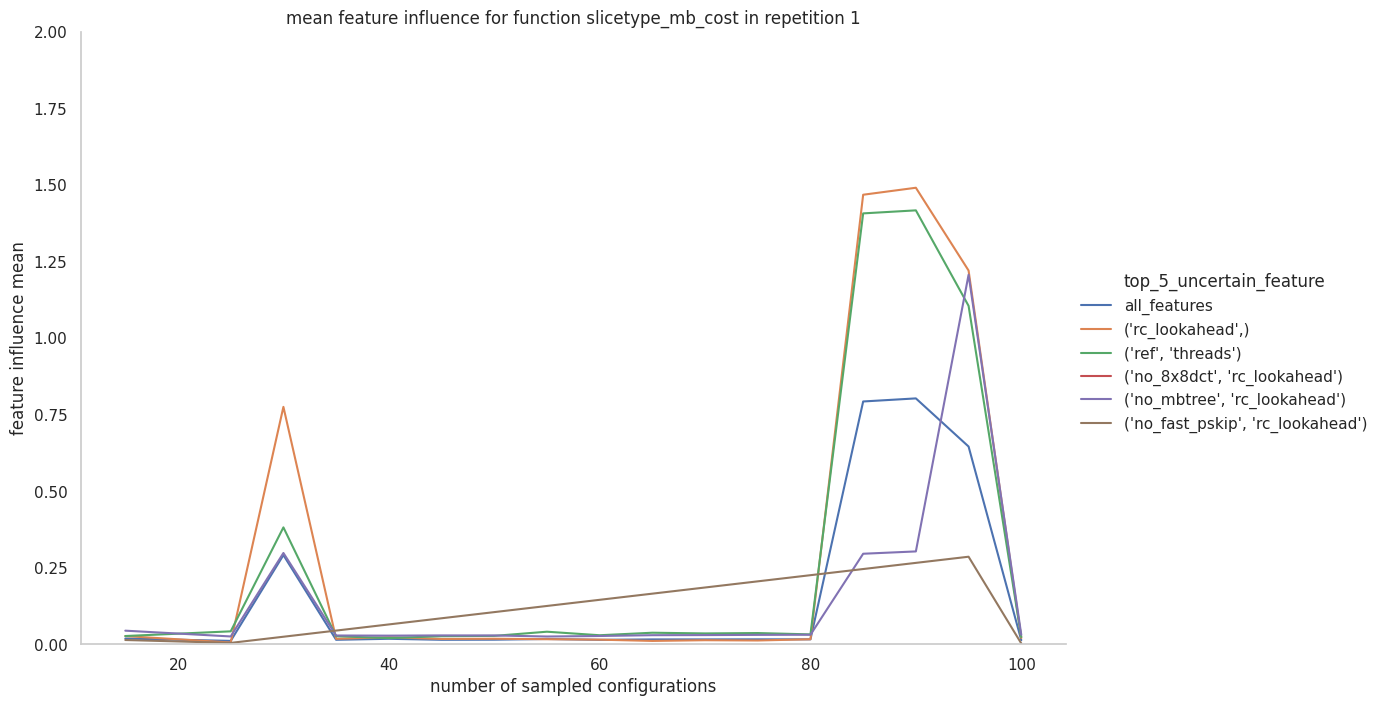 mean feature influence for function slicetype_mb_cost in repetition 1
2.00
1.75
1.50
1.25
1.00
0.75
0.50
0.25
0.00
feature influence mean
20 40 60 80 100
number of sampled configurations
top_5_uncertain_feature
all_features
('rc_lookahead',)
('ref', 'threads')
('no_8x8dct', 'rc_lookahead')
('no_mbtree', 'rc_lookahead')
('no_fast_pskip', 'rc_lookahead')